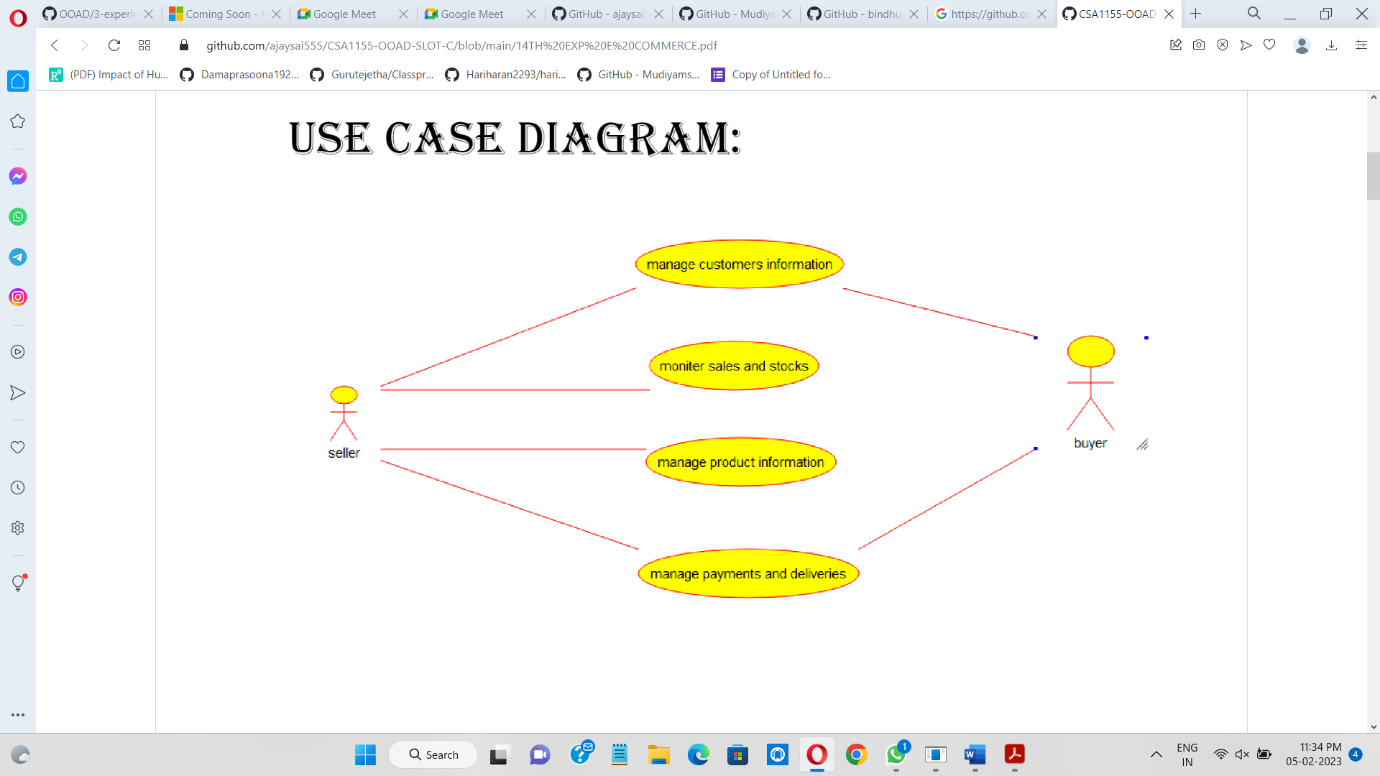 OOAD/3-experin
Coming Soon - M
Google Meet
Google Meet
GitHub - ajaysai5
GitHub - Mudiya
GitHub - bindhu
https://github.co
CSA1155-OOAD
github.com/ajaysai555/CSA1155-OOAD-SLOT-C/blob/main/14TH%20EXP%20E%20COMMERCE.pdf
(PDF) Impact of Hu...
Damaprasoona192...
Gurutejetha/Classpr...
Hariharan2293/hari...
GitHub - Mudiyams...
Copy of Untitled fo...
USE CASE DIAGRAM:
manage customers information
moniter sales and stocks
seller
buyer
manage product information
manage payments and deliveries
Search
1
ENG
IN
11:34 PM
05-02-2023
4